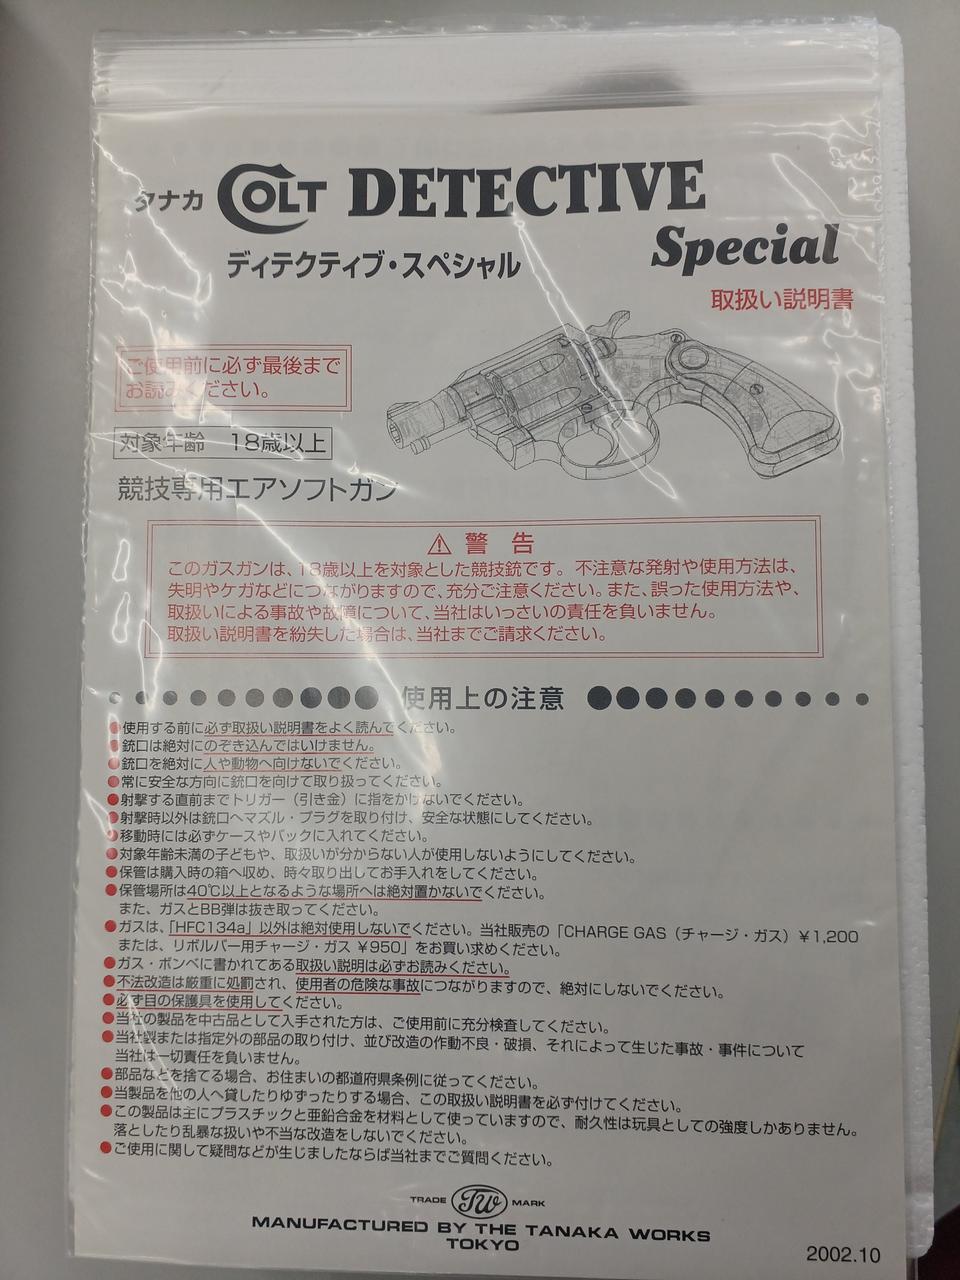 タナカ COLT DETECTIVE
Special
ディテクティブ・スペシャル
取扱い説明書
ご使用前に必ず最後まで
お読みください。
対象年齢 18歳以上
競技専用エアソフトガン
⚠ 警告
このガスガンは、18歳以上を対象とした競技銃です。不注意な発射や使用方法は、
失明やケガなどにつながりますので、充分ご注意ください。また、誤った使用方法や、
取扱いによる事故や故障について、当社はいっさいの責任を負いません。
取扱い説明書を紛失した場合は、当社までご請求ください。
使用上の注意
●使用する前に必ず取扱い説明書をよく読んでください。
●銃口は絶対にのぞき込んではいけません。
●銃口を絶対に人や動物へ向けないでください。
●常に安全な方向に銃口を向けて取り扱ってください。
●射撃する直前までトリガー（引き金）に指をかけないでください。
●射撃時以外は銃口へマズル・プラグを取り付け、安全な状態にしてください。
●移動時には必ずケースやバックに入れてください。
●対象年齢未満の子どもや、取扱いが分からない人が使用しないようにしてください。
●保管は購入時の箱へ収め、時々取り出してお手入れをしてください。
●保管場所は40℃以上となるような場所へは絶対置かないでください。
また、ガスとBB弾は抜き取ってください。
●ガスは、「HFC134a」以外は絶対使用しないでください。当社販売の「CHARGE GAS（チャージ・ガス）￥1,200
または、リボルバー用チャージ・ガス ￥950」をお買い求めください。
●ガス・ボンベに書かれてある取扱い説明は必ずお読みください。
●不法改造は厳重に処罰され、使用者の危険な事故につながりますので、絶対にしないでください。
●必ず目の保護具を使用してください。
●当社の製品を中古品として入手された方は、ご使用前に充分検査してください。
●当社製または指定外の部品の取り付け、並び改造の作動不良・破損、それによって生じた事故・事件について
当社は一切責任を負いません。
●部品などを捨てる場合、お住まいの都道府県条例に従ってください。
●当製品を他の人へ貸したりゆずったりする場合、この取扱い説明書を必ず付けてください。
●この製品は主にプラスチックと亜鉛合金を材料として使っていますので、耐久性は玩具としての強度しかありません。
落としたり乱暴な扱いや不当な改造をしないでください。
●ご使用に関して疑問などが生じましたならば当社までご質問ください。
TRADE TW MARK
MANUFACTURED BY THE TANAKA WORKS
TOKYO
2002.10